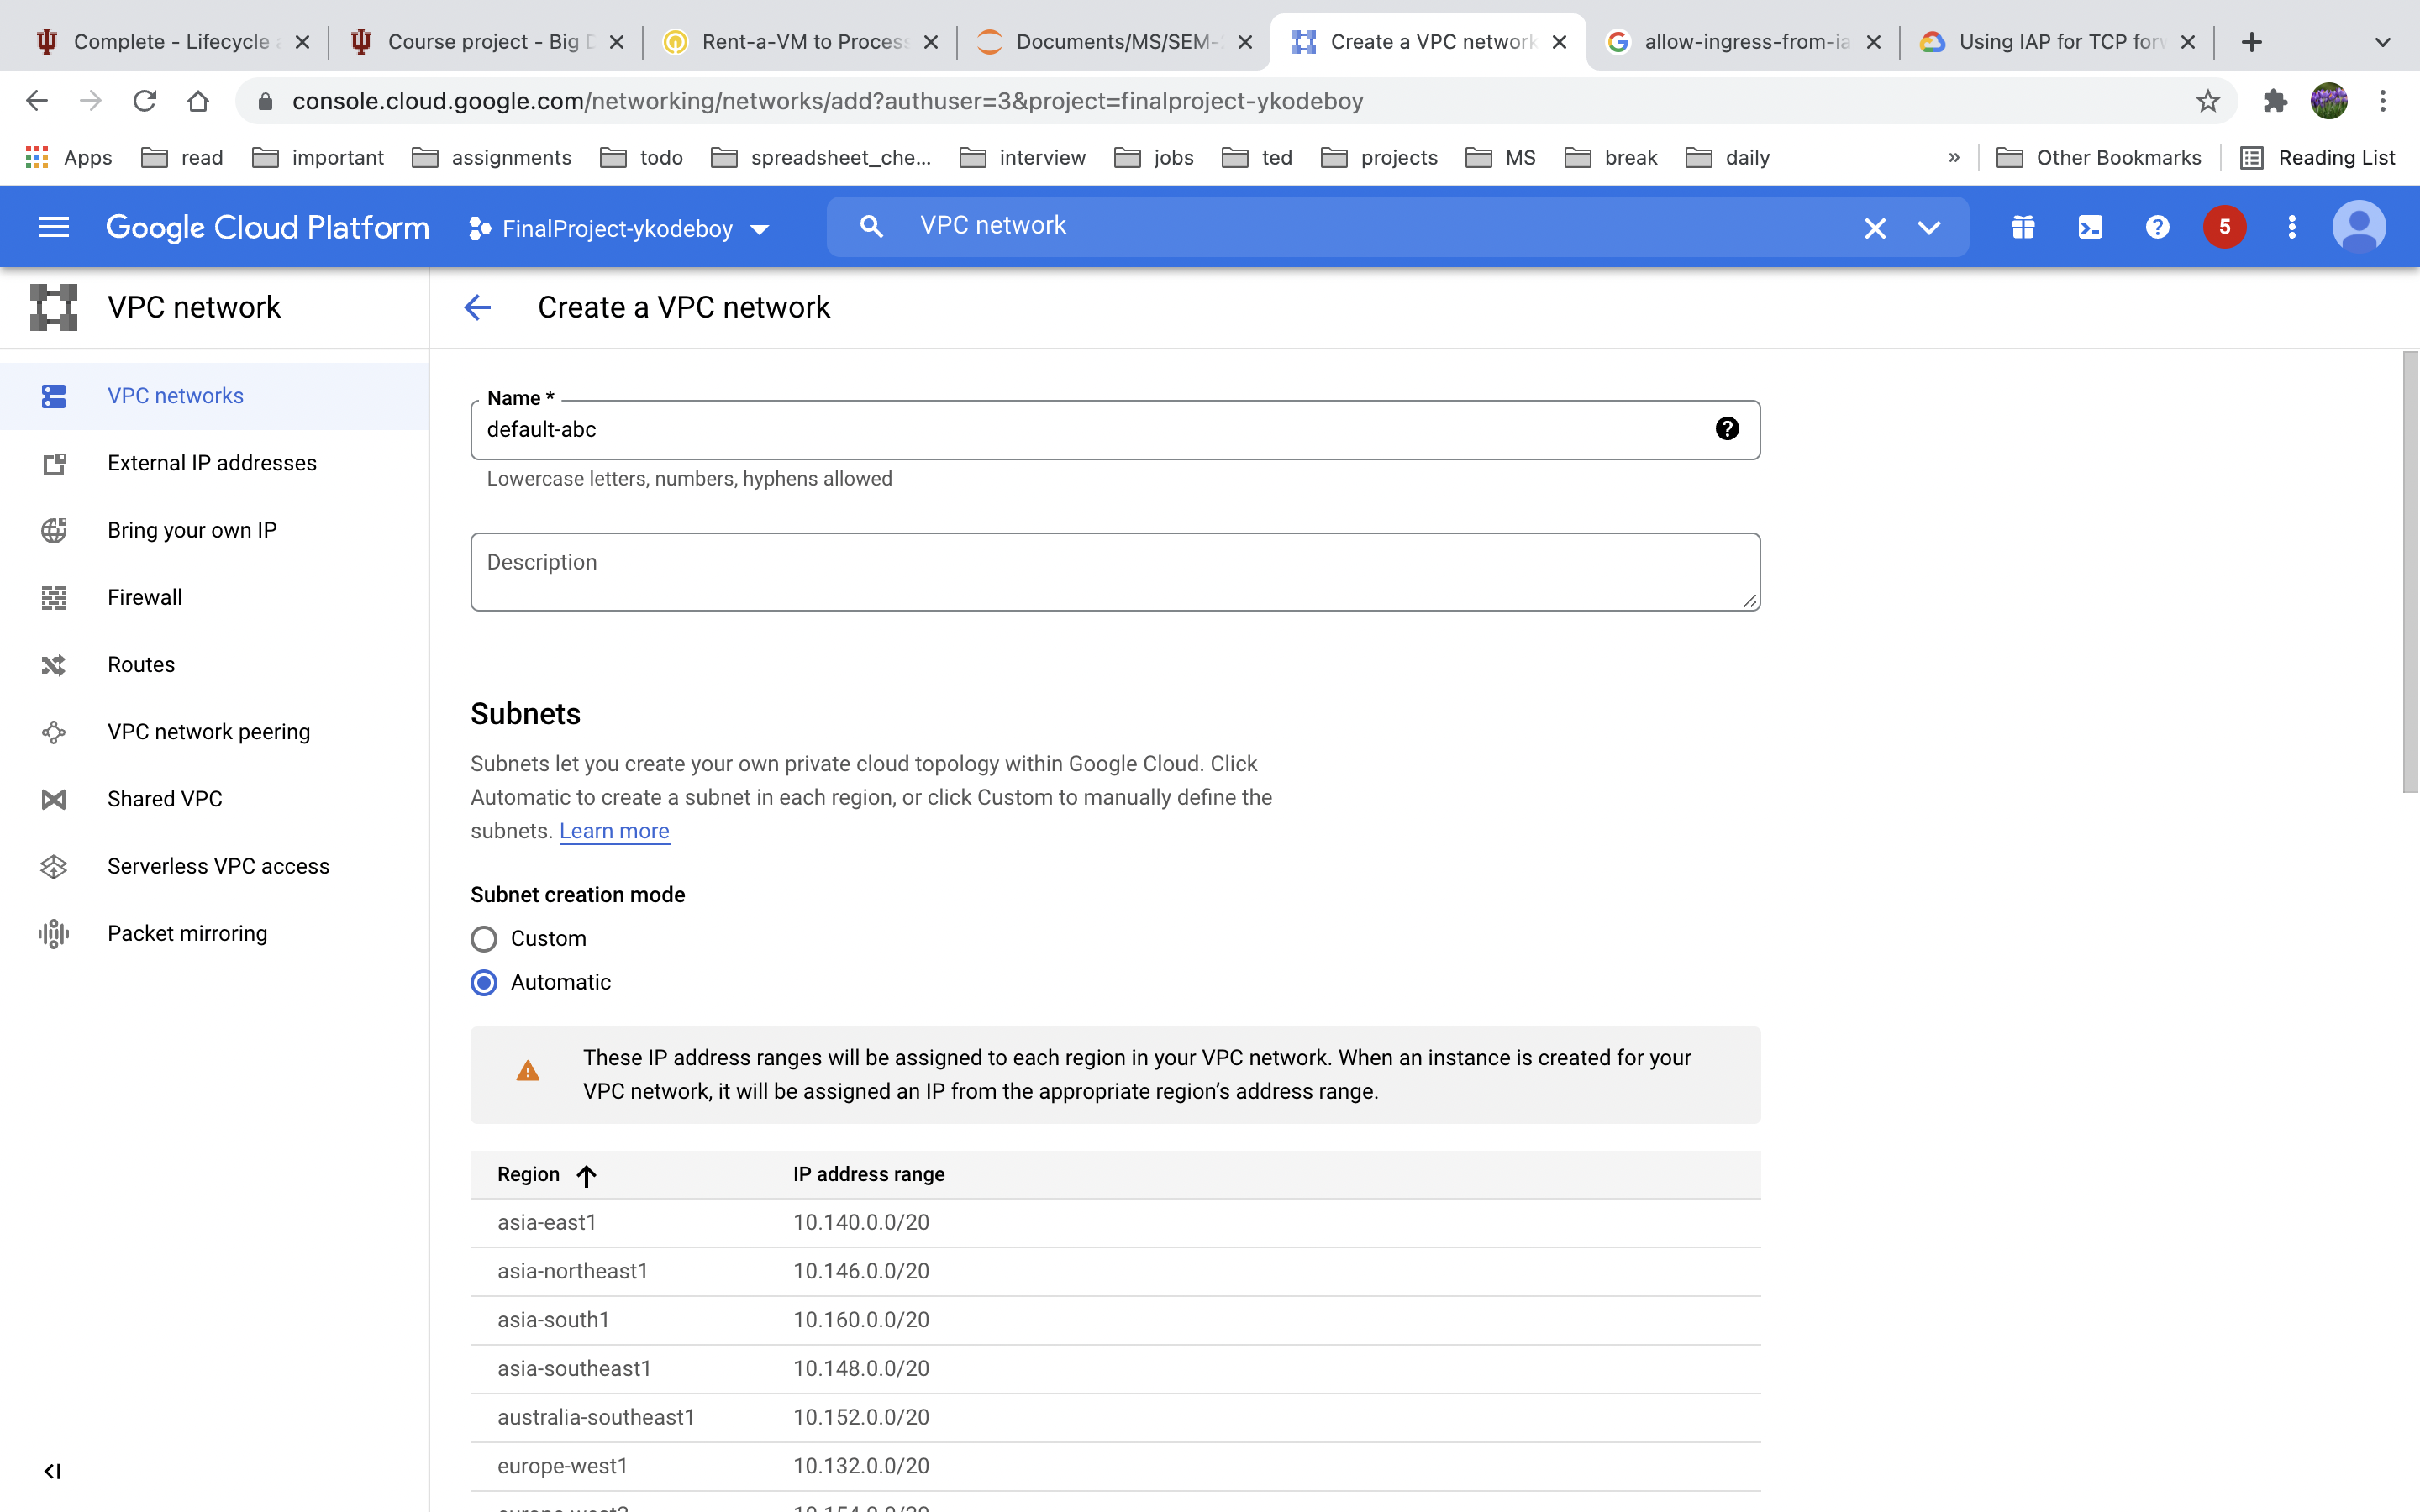 Complete - Lifecycle a
Course project - Big D
Rent-a-VM to Process
Documents/MS/SEM-
Create a VPC network
allow-ingress-from-ia
Using IAP for TCP forw
console.cloud.google.com/networking/networks/add?authuser=3&project=finalproject-ykodeboy
Apps
read
important
assignments
todo
spreadsheet_che...
interview
jobs
ted
projects
MS
break
daily
»
Other Bookmarks
Reading List
Google Cloud Platform
FinalProject-ykodeboy
VPC network
5
VPC network
Create a VPC network
VPC networks
External IP addresses
Bring your own IP
Firewall
Routes
VPC network peering
Shared VPC
Serverless VPC access
Packet mirroring
Name *
default-abc
Lowercase letters, numbers, hyphens allowed
Description
Subnets
Subnets let you create your own private cloud topology within Google Cloud. Click
Automatic to create a subnet in each region, or click Custom to manually define the
subnets. Learn more
Subnet creation mode
Custom
Automatic
These IP address ranges will be assigned to each region in your VPC network. When an instance is created for your
VPC network, it will be assigned an IP from the appropriate region’s address range.
Region IP address range
asia-east1 10.140.0.0/20
asia-northeast1 10.146.0.0/20
asia-south1 10.160.0.0/20
asia-southeast1 10.148.0.0/20
australia-southeast1 10.152.0.0/20
europe-west1 10.132.0.0/20